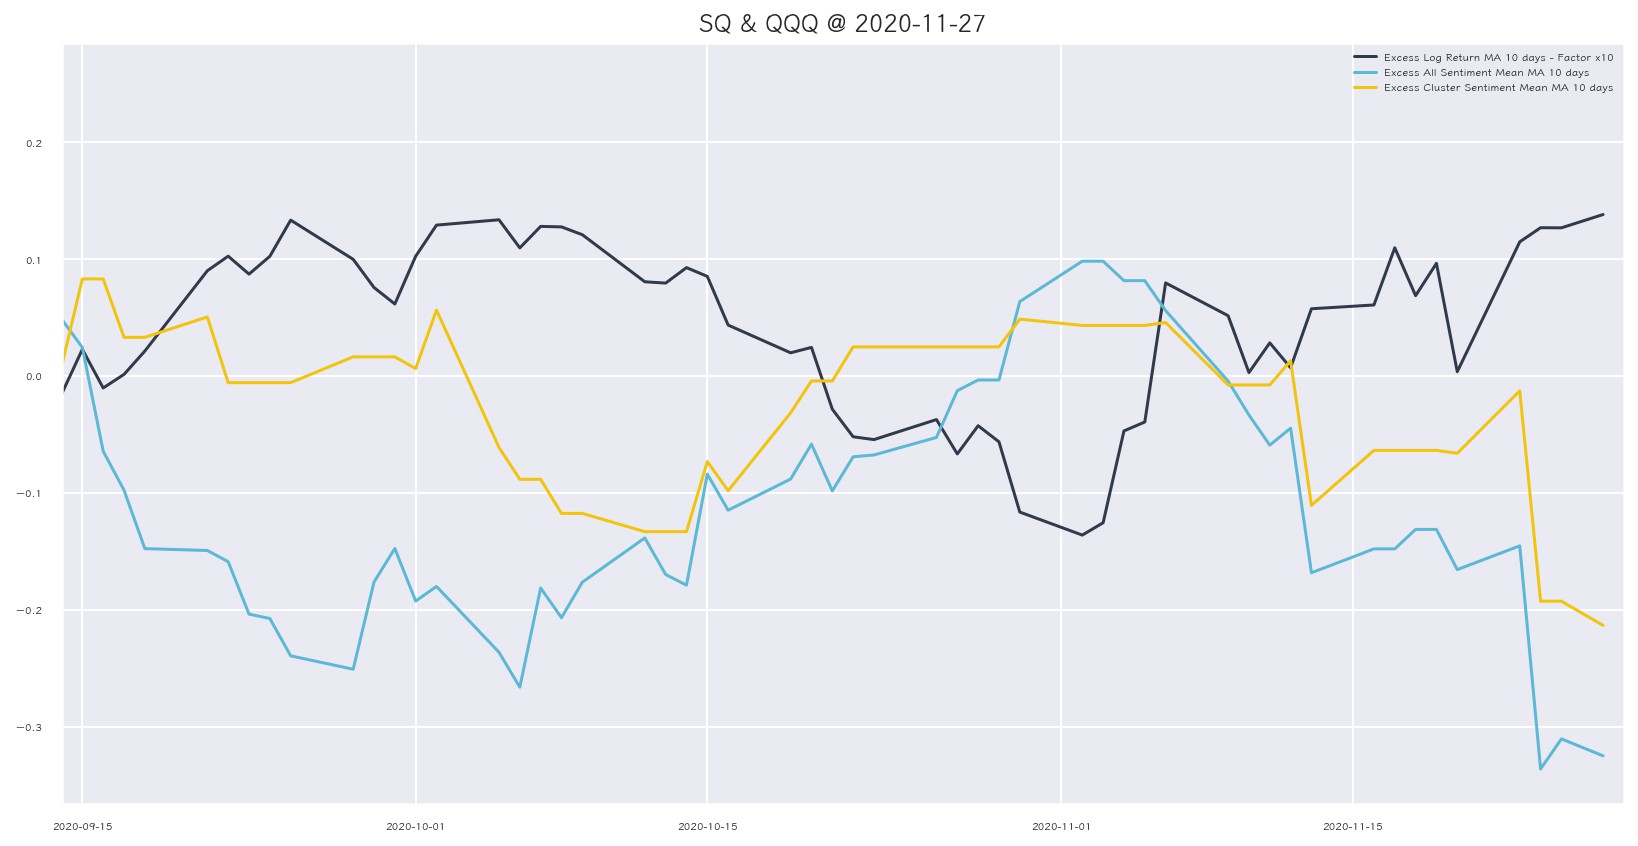 SQ & QQQ @ 2020-11-27
Excess Log Return MA 10 days - Factor x10
Excess All Sentiment Mean MA 10 days
Excess Cluster Sentiment Mean MA 10 days
0.2
0.1
0.0
−0.1
−0.2
−0.3
2020-09-15
2020-10-01
2020-10-15
2020-11-01
2020-11-15